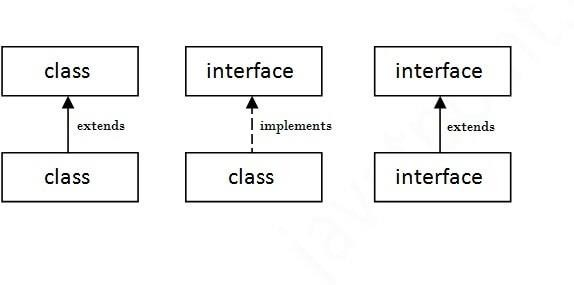 class interface interface
extends implements extends
class class interface